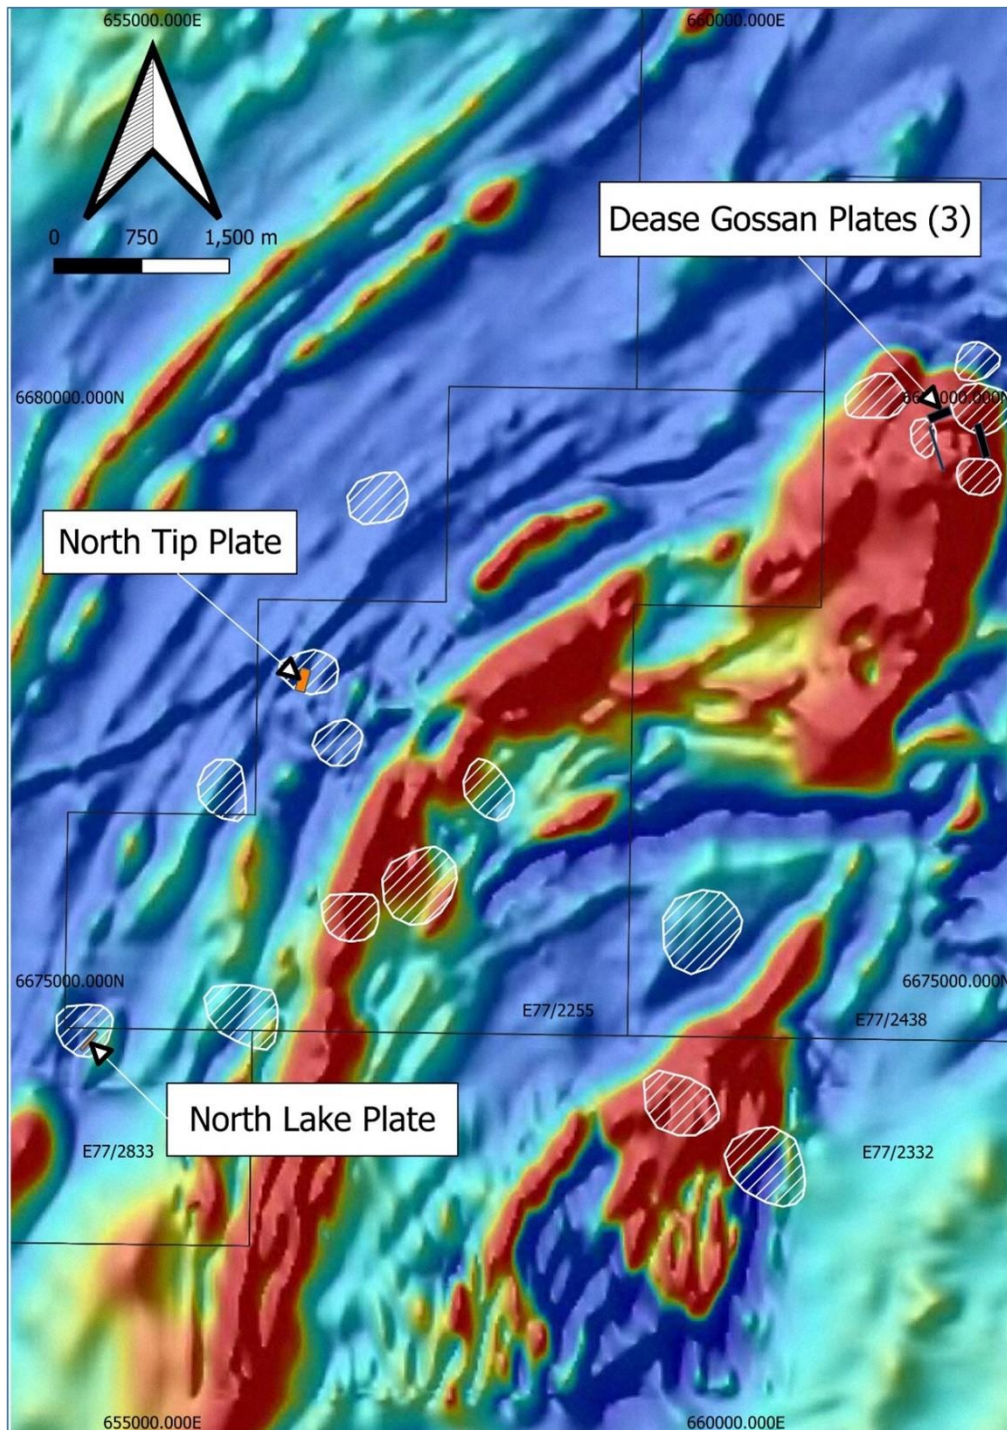 655000.000E
660000.000E
0 750 1,500 m
Dease Gossan Plates (3)
6680000.000N
North Tip Plate
6675000.000N
6675000.000N
E77/2255
E77/2438
North Lake Plate
E77/2833
E77/2332
655000.000E
660000.000E